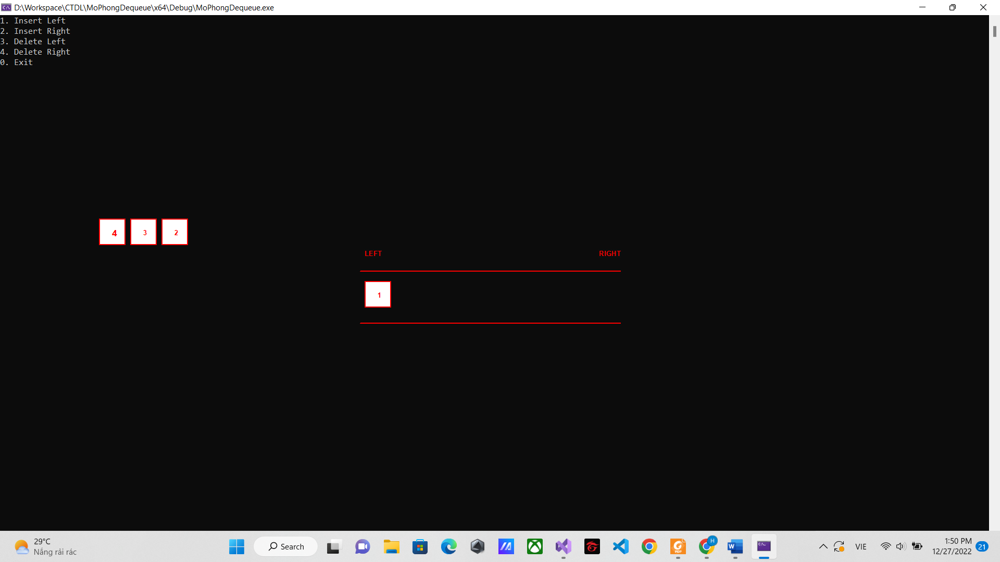 D:\Workspace\CTDL\MoPhongDequeue\x64\Debug\MoPhongDequeue.exe
1. Insert Left
2. Insert Right
3. Delete Left
4. Delete Right
0. Exit
4 3 2
LEFT RIGHT
1
29°C
Nắng rải rác
Search
PDF
H
W
VIE
1:50 PM
12/27/2022
21